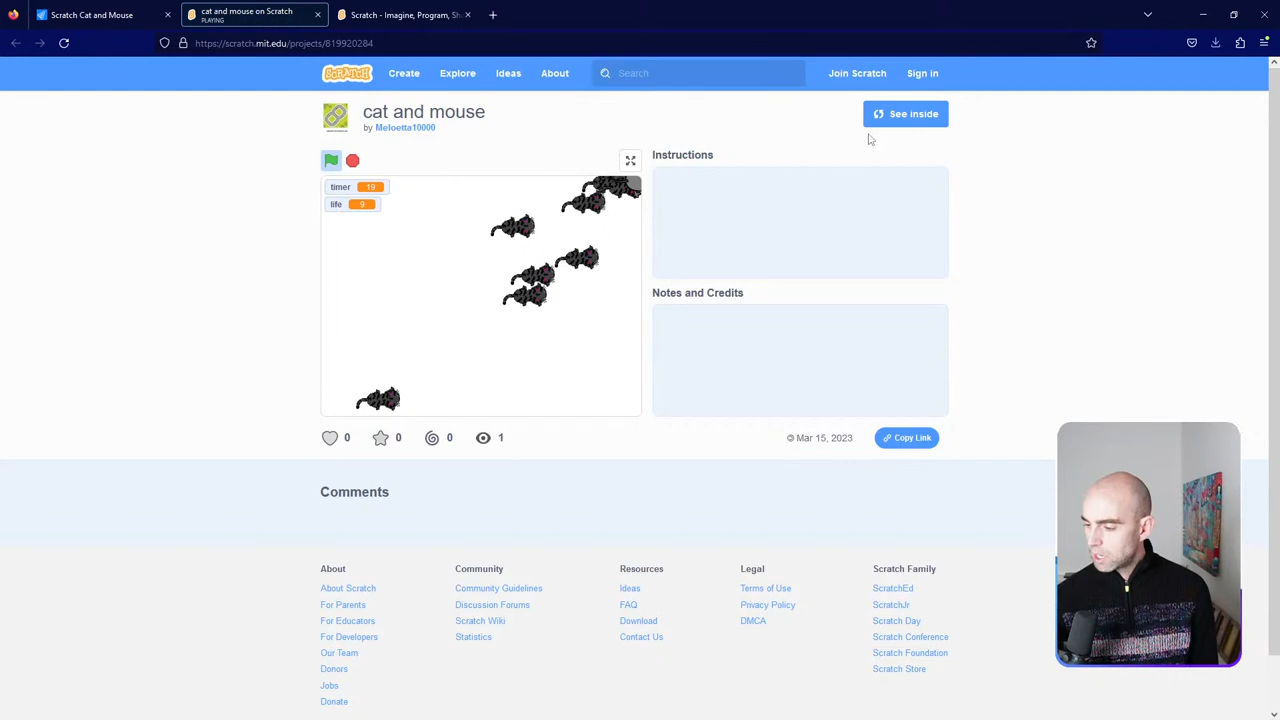 Scratch Cat and Mouse
cat and mouse on Scratch
PLAYING
Scratch - Imagine, Program, Sh
https://scratch.mit.edu/projects/819920284
SCRATCH
Create
Explore
Ideas
About
Search
Join Scratch
Sign in
cat and mouse
by Meloetta10000
See inside
timer 19
life 9
Instructions
Notes and Credits
0
0
0
1
Mar 15, 2023
Copy Link
Comments
About
About Scratch
For Parents
For Educators
For Developers
Our Team
Donors
Jobs
Donate
Community
Community Guidelines
Discussion Forums
Scratch Wiki
Statistics
Resources
Ideas
FAQ
Download
Contact Us
Legal
Terms of Use
Privacy Policy
DMCA
Scratch Family
ScratchEd
ScratchJr
Scratch Day
Scratch Conference
Scratch Foundation
Scratch Store